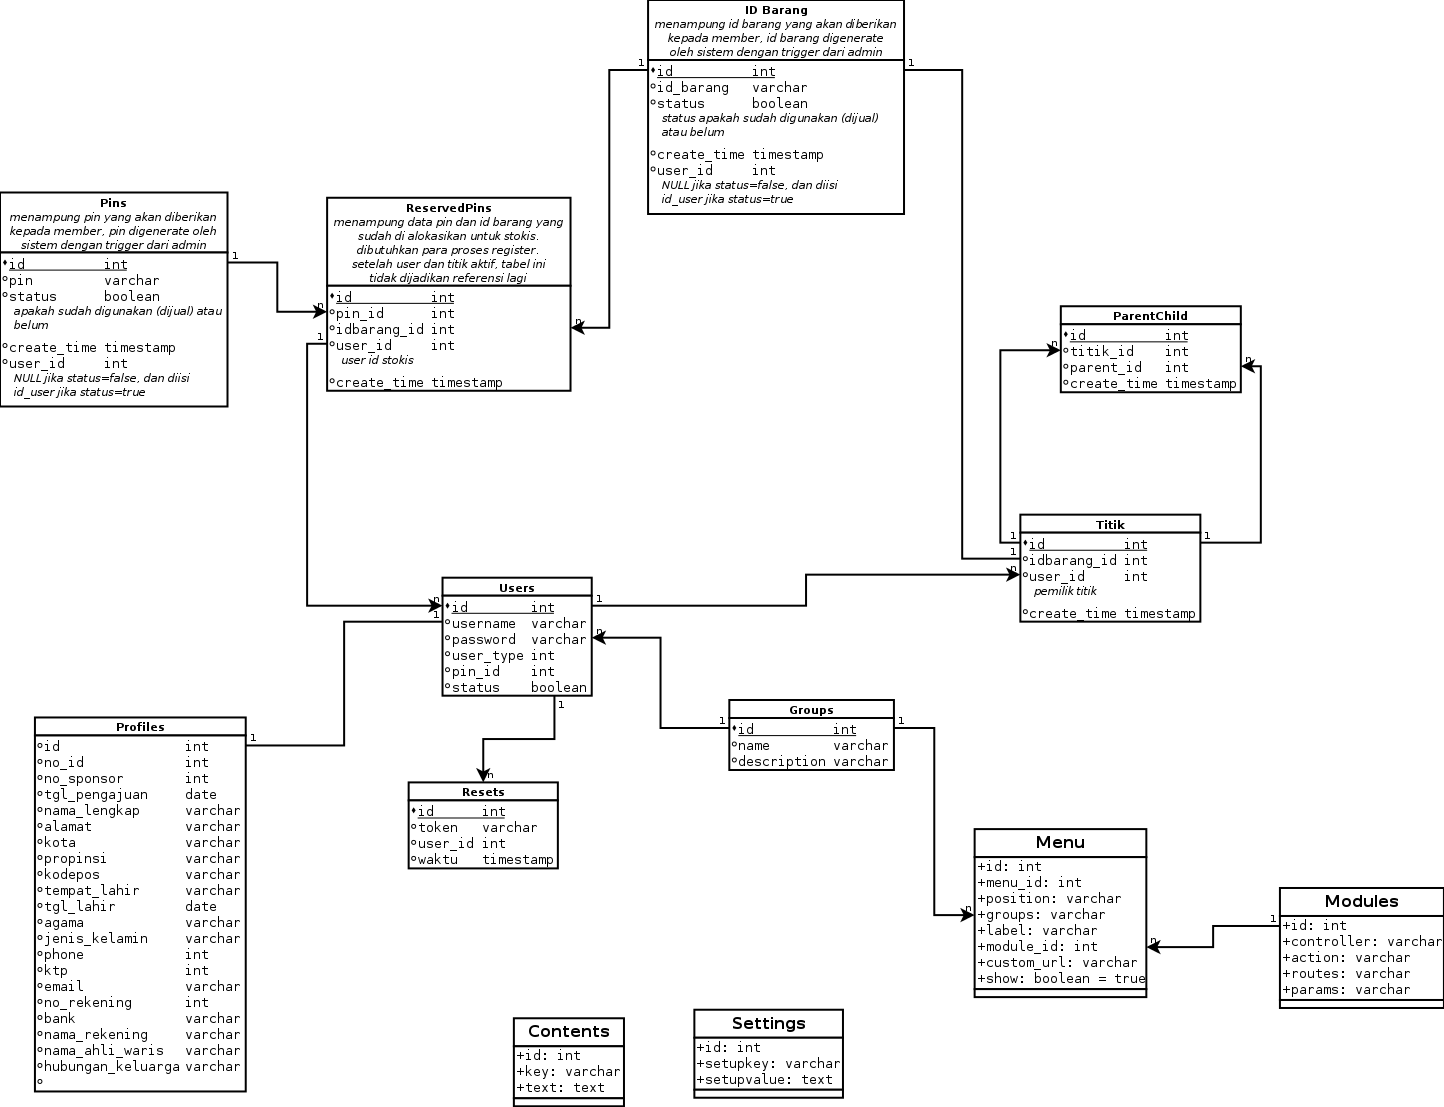 ID Barang
menampung id barang yang akan diberikan
kepada member, id barang digenerate
oleh sistem dengan trigger dari admin
id int
id_barang varchar
status boolean
status apakah sudah digunakan (dijual)
atau belum
create_time timestamp
user_id int
NULL jika status=false, dan diisi
id_user jika status=true
1
1
Pins
menampung pin yang akan diberikan
kepada member, pin digenerate oleh
sistem dengan trigger dari admin
id int
pin varchar
status boolean
apakah sudah digunakan (dijual) atau
belum
create_time timestamp
user_id int
NULL jika status=false, dan diisi
id_user jika status=true
1
ReservedPins
menampung data pin dan id barang yang
sudah di alokasikan untuk stokis.
dibutuhkan para proses register.
setelah user dan titik aktif, tabel ini
tidak dijadikan referensi lagi
id int
pin_id int
idbarang_id int
user_id int
user id stokis
create_time timestamp
n
1
n
ParentChild
id int
titik_id int
parent_id int
create_time timestamp
n
n
Titik
id int
idbarang_id int
user_id int
pemilik titik
create_time timestamp
1
1
n
1
Users
id int
username varchar
password varchar
user_type int
pin_id int
status boolean
n
1
1
n
1
Groups
id int
name varchar
description varchar
1
1
Profiles
id int
no_id int
no_sponsor int
tgl_pengajuan date
nama_lengkap varchar
alamat varchar
kota varchar
propinsi varchar
kodepos varchar
tempat_lahir varchar
tgl_lahir date
agama varchar
jenis_kelamin varchar
phone int
ktp int
email varchar
no_rekening int
bank varchar
nama_rekening varchar
nama_ahli_waris varchar
hubungan_keluarga varchar
1
Resets
id int
token varchar
user_id int
waktu timestamp
n
Menu
+id: int
+menu_id: int
+position: varchar
+groups: varchar
+label: varchar
+module_id: int
+custom_url: varchar
+show: boolean = true
n
n
Modules
+id: int
+controller: varchar
+action: varchar
+routes: varchar
+params: varchar
1
Contents
+id: int
+key: varchar
+text: text
Settings
+id: int
+setupkey: varchar
+setupvalue: text